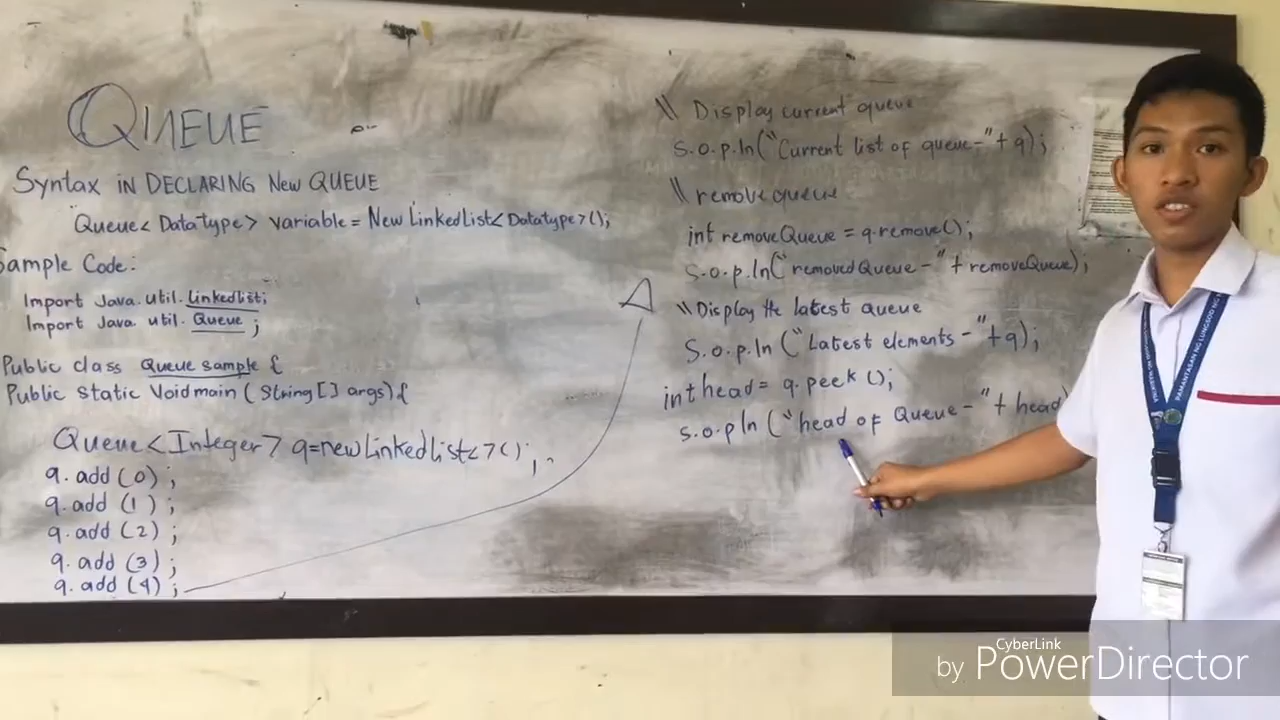 QUEUE
Syntax in DECLARING New QUEUE
Queue< Datatype> variable = New LinkedList< Datatype>();
Sample Code:
Import Java.util.linkedlist;
Import Java.util.Queue;
Public class Queue sample {
Public static Void main (String[] args){
Queue<Integer> q=new LinkedList<>();
q.add (0);
q.add (1);
q.add (2);
q.add (3);
q.add (4);
\\ Display current queue
S.o.p.ln("Current list of queue-"+ q);
\\ remove queue
int removeQueue = q.remove();
S.o.p.ln("removedQueue -"+ removeQueue);
\\ Display the latest queue
S.o.p.ln ("Latest elements -"+q);
int head = q.peek ();
S.o.p ln ("head of Queue -"+ head)
PAMANTASAN NG LUNGSOD NG
CyberLink
by PowerDirector